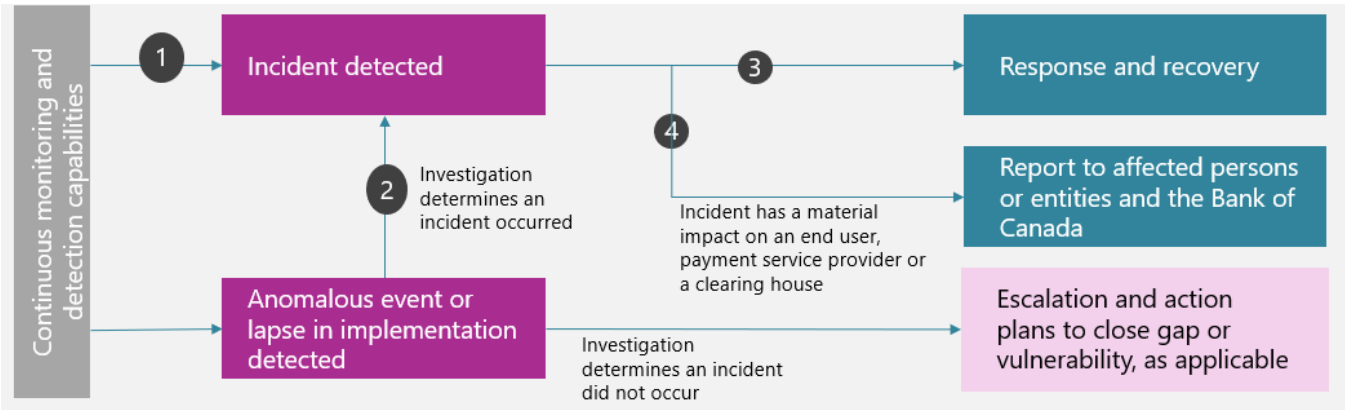 Continuous monitoring and
detection capabilities
1
Incident detected
3
Response and recovery
4
2
Investigation
determines an
incident occurred
Report to affected persons
or entities and the Bank of
Canada
Incident has a material
impact on an end user,
payment service provider or
a clearing house
Anomalous event or
lapse in implementation
detected
Investigation
determines an incident
did not occur
Escalation and action
plans to close gap or
vulnerability, as applicable